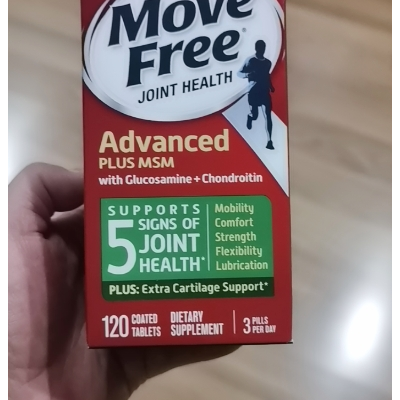 Move
Free®
JOINT HEALTH
Advanced
PLUS MSM
with Glucosamine + Chondroitin
SUPPORTS
5 SIGNS OF
JOINT
HEALTH*
Mobility
Comfort
Strength
Flexibility
Lubrication
PLUS: Extra Cartilage Support*
120 COATED
TABLETS
DIETARY
SUPPLEMENT
3 PILLS
PER DAY